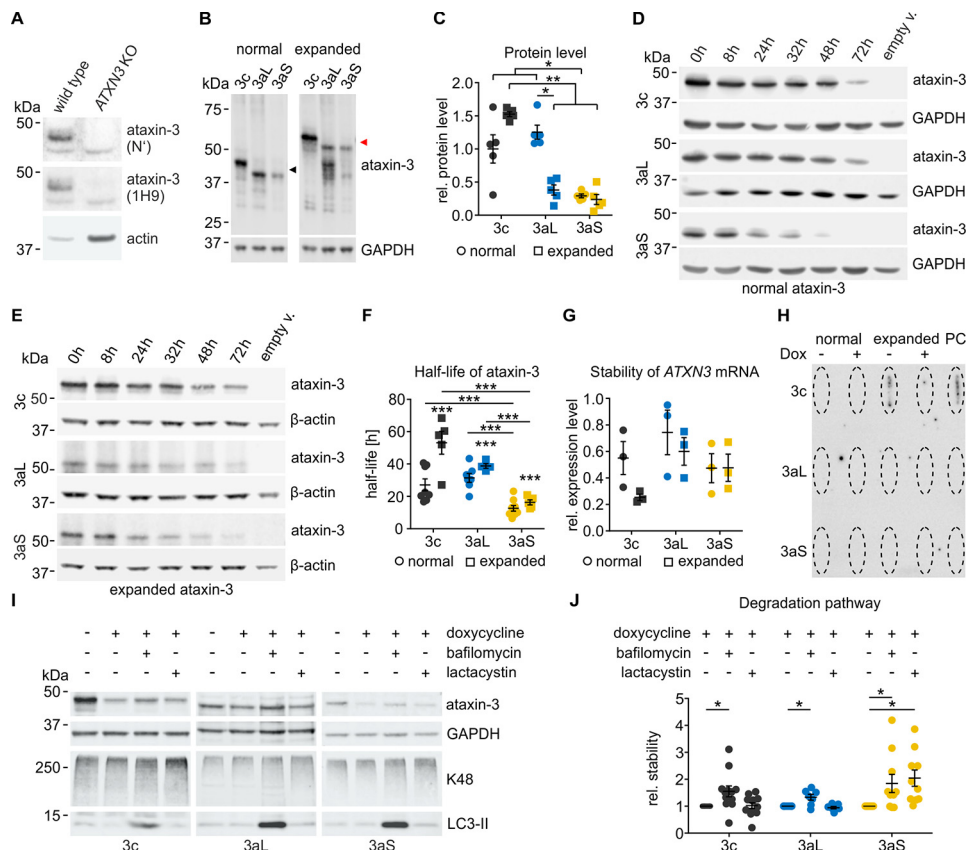 A
wild type
ATXN3 KO
kDa
50
ataxin-3
(N')
50
ataxin-3
(1H9)
actin
37
B
normal expanded
3c 3aL 3aS 3c 3aL 3aS
kDa
75
50
37
25
37
ataxin-3
GAPDH
C
Protein level
* ** *
rel. protein level
2.0
1.5
1.0
0.5
0.0
3c 3aL 3aS
normal expanded
D
0h 8h 24h 32h 48h 72h empty v.
kDa
3c
50
ataxin-3
37
GAPDH
3aL
50
ataxin-3
37
GAPDH
3aS
50
ataxin-3
37
GAPDH
normal ataxin-3
E
0h 8h 24h 32h 48h 72h empty v.
kDa
3c
50
ataxin-3
37
β-actin
3aL
50
ataxin-3
37
β-actin
3aS
50
ataxin-3
37
β-actin
expanded ataxin-3
F
Half-life of ataxin-3
***
***
*** ***
***
*** ***
half-life [h]
80
60
40
20
0
3c 3aL 3aS
normal expanded
G
Stability of ATXN3 mRNA
rel. expression level
1.0
0.8
0.6
0.4
0.2
0.0
3c 3aL 3aS
normal expanded
H
normal expanded PC
Dox - + - +
3c
3aL
3aS
I
- + + + - + + + - + + + doxycycline
+ + + bafilomycin
+ + + lactacystin
kDa
50
ataxin-3
37
GAPDH
250
K48
15
LC3-II
3c 3aL 3aS
J
Degradation pathway
doxycycline + + + + + + + + +
bafilomycin + + +
lactacystin + + +
* * * *
rel. stability
5
4
3
2
1
0
3c 3aL 3aS